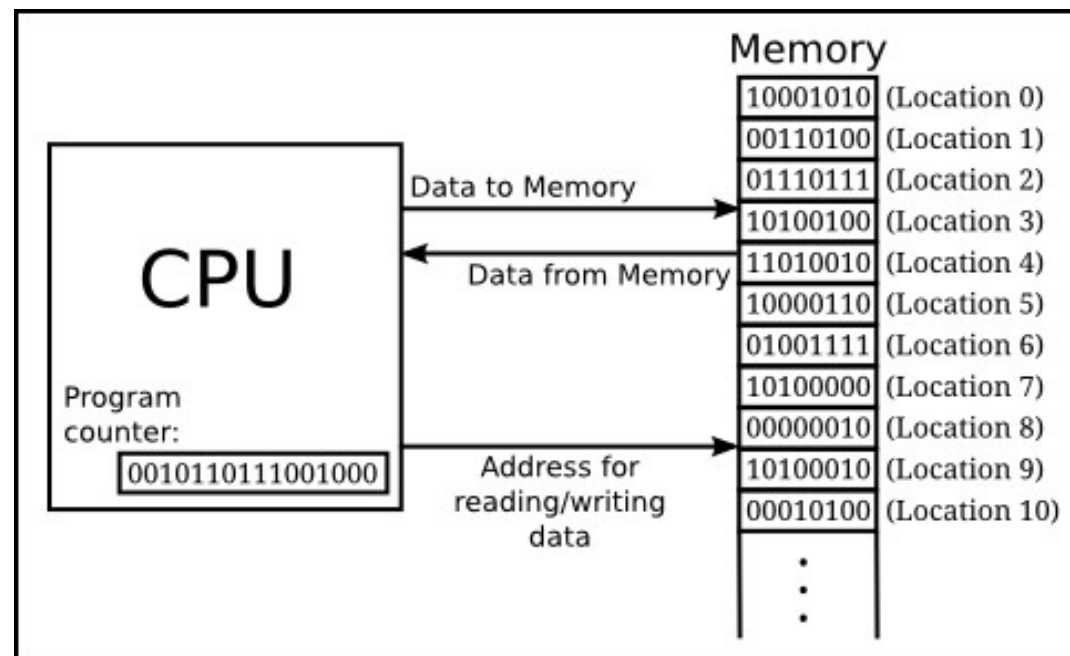 Memory
10001010 (Location 0)
00110100 (Location 1)
01110111 (Location 2)
10100100 (Location 3)
11010010 (Location 4)
10000110 (Location 5)
01001111 (Location 6)
10100000 (Location 7)
00000010 (Location 8)
10100010 (Location 9)
00010100 (Location 10)
Data to Memory
Data from Memory
CPU
Program
counter:
0010110111001000
Address for
reading/writing
data